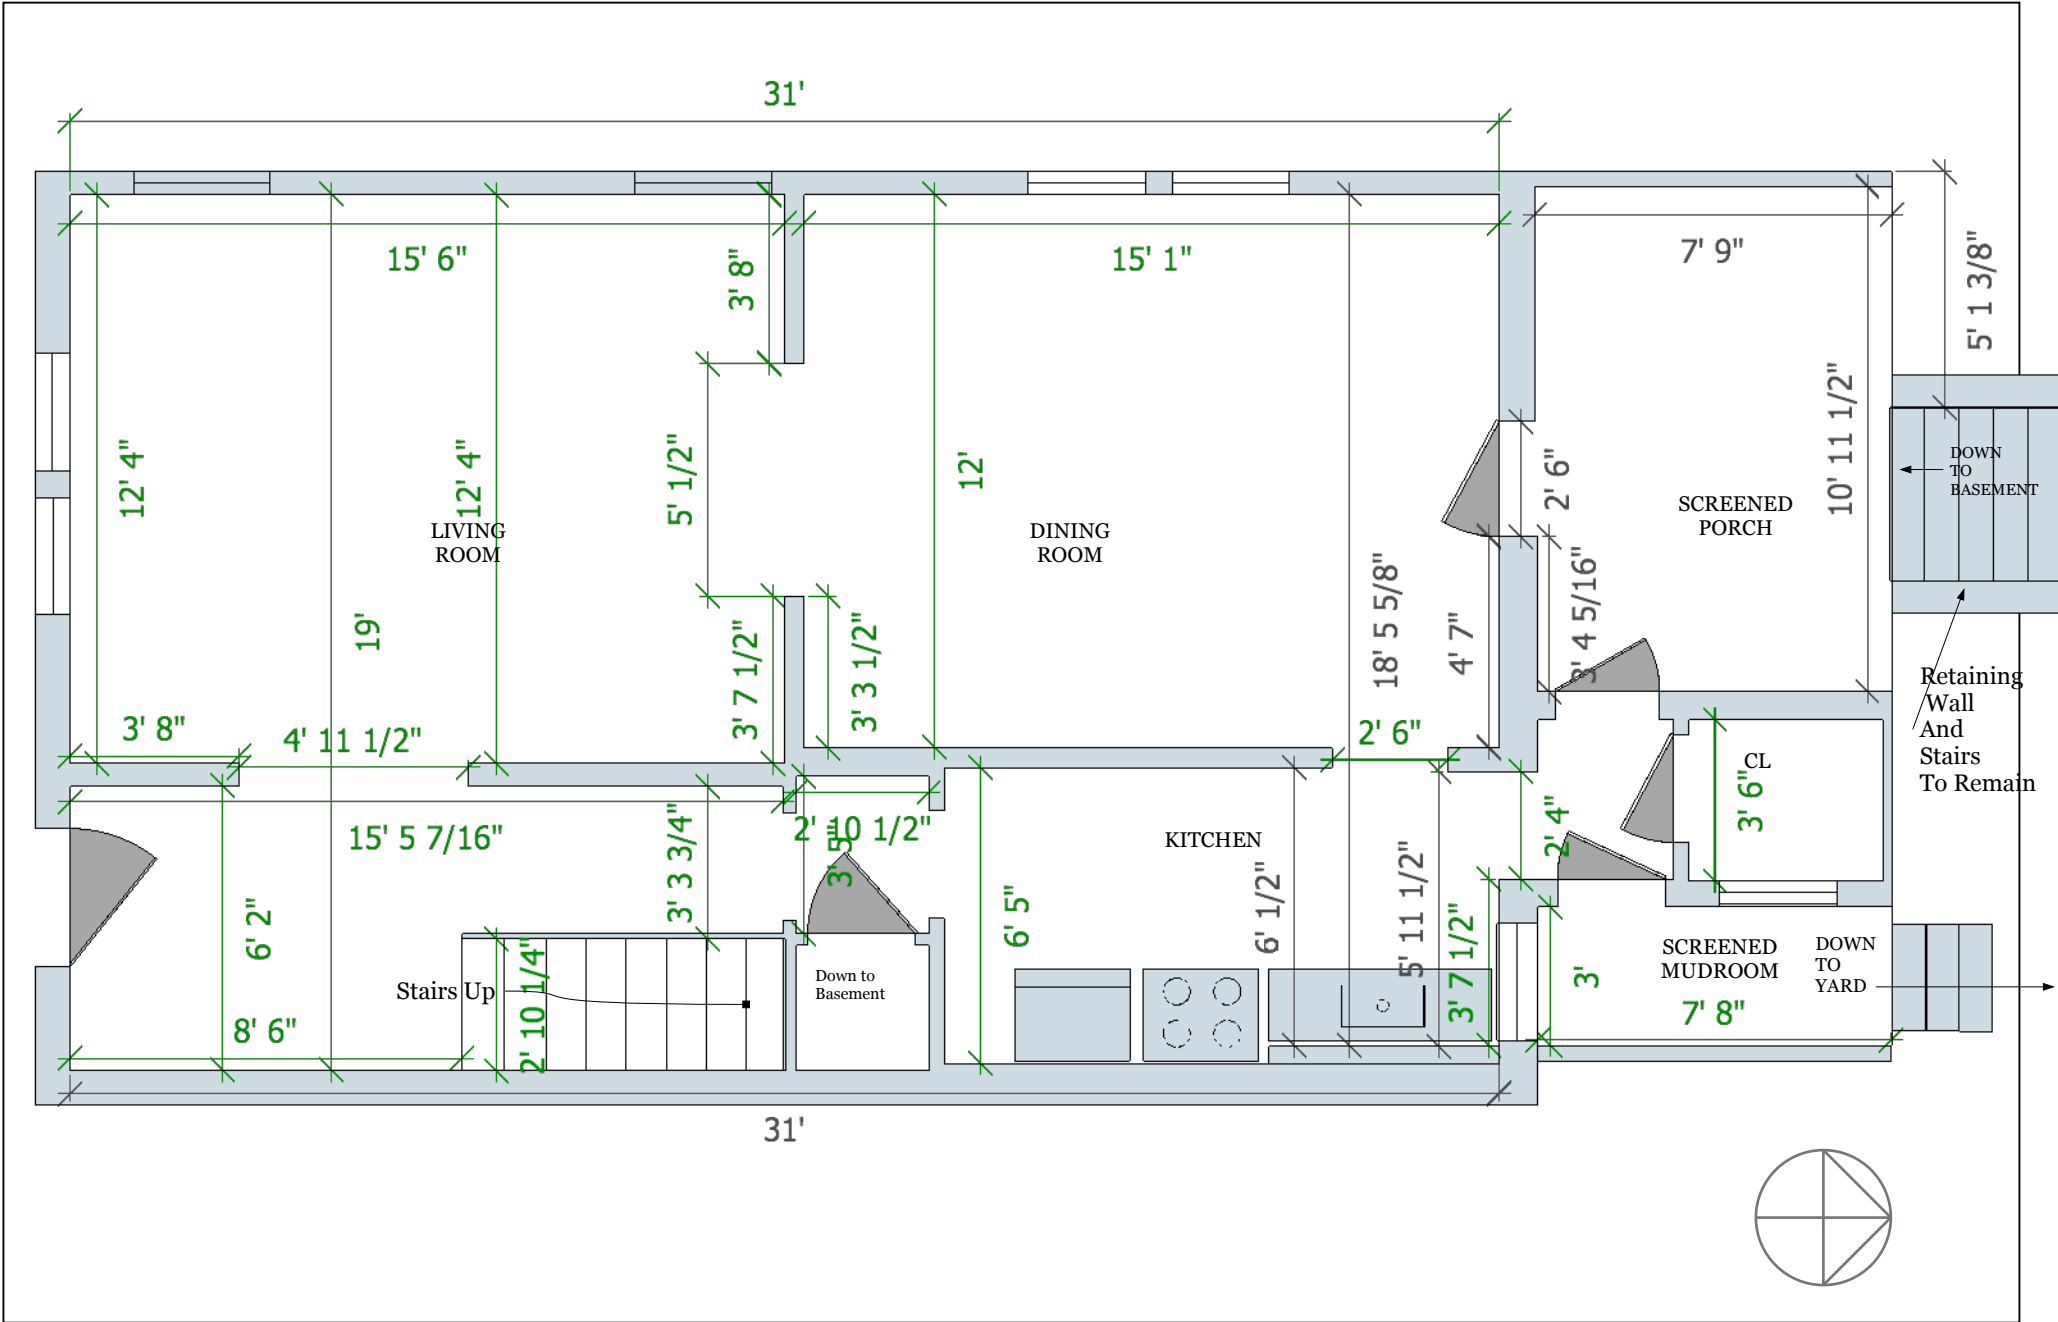 31'
15' 6"
15' 1"
7' 9"
3' 8"
5' 1 3/8"
12' 4"
12' 4"
5' 1/2"
12'
2' 6"
10' 11 1/2"
DOWN
TO
BASEMENT
LIVING
ROOM
DINING
ROOM
SCREENED
PORCH
19'
3' 7 1/2"
3' 3 1/2"
18' 5 5/8"
4' 7"
3' 4 5/16"
Retaining
Wall
And
Stairs
To Remain
3' 8"
4' 11 1/2"
2' 6"
CL
3' 6"
15' 5 7/16"
3' 3 3/4"
2' 10 1/2"
3' 5"
KITCHEN
2' 4"
6' 2"
6' 5"
6' 1/2"
5' 11 1/2"
3' 7 1/2"
SCREENED
MUDROOM
DOWN
TO
YARD
3'
7' 8"
Stairs Up
2' 10 1/4"
Down to
Basement
8' 6"
31'